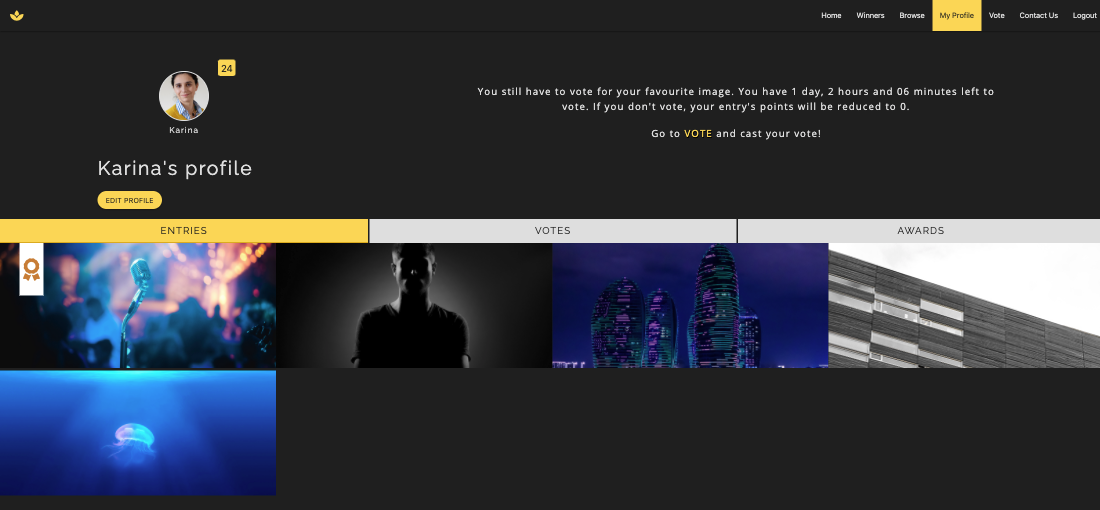 Home Winners Browse My Profile Vote Contact Us Logout
24
Karina
You still have to vote for your favourite image. You have 1 day, 2 hours and 06 minutes left to
vote. If you don't vote, your entry's points will be reduced to 0.
Go to VOTE and cast your vote!
Karina's profile
EDIT PROFILE
ENTRIES VOTES AWARDS